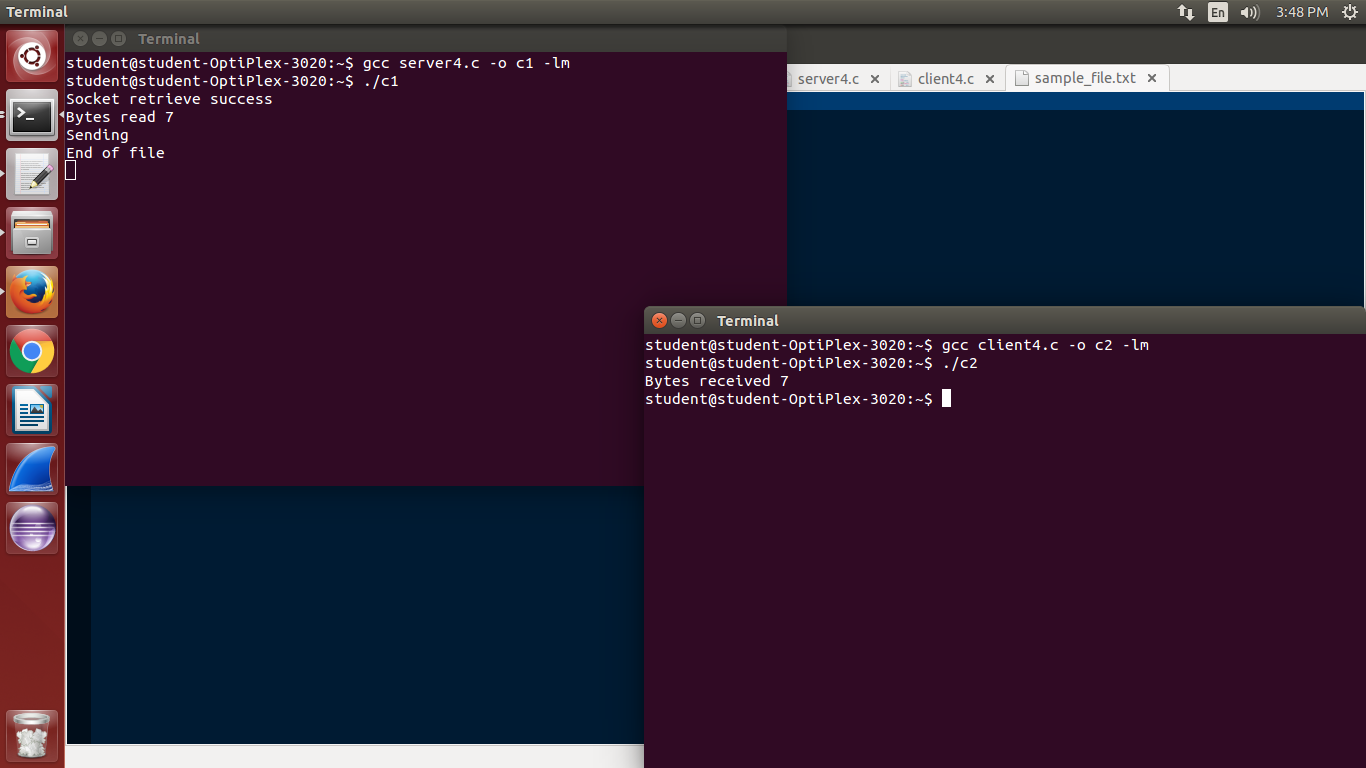 Terminal
En
3:48 PM
Terminal
student@student-OptiPlex-3020:~$ gcc server4.c -o c1 -lm
student@student-OptiPlex-3020:~$ ./c1
Socket retrieve success
Bytes read 7
Sending
End of file
server4.c
client4.c
sample_file.txt
Terminal
student@student-OptiPlex-3020:~$ gcc client4.c -o c2 -lm
student@student-OptiPlex-3020:~$ ./c2
Bytes received 7
student@student-OptiPlex-3020:~$